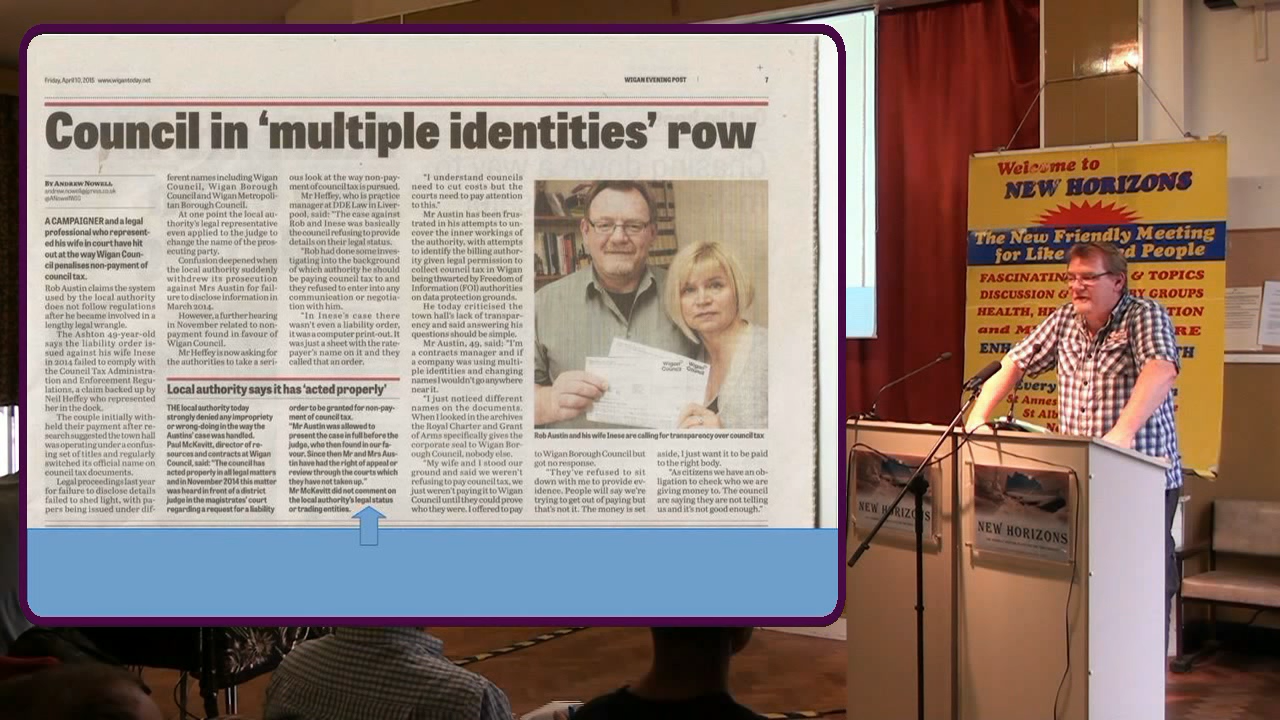 Friday, April 10, 2015 www.wigantoday.net
WIGAN EVENING POST
7
Council in 'multiple identities' row
BY ANDREW NOWELL
andrew.nowell@jpress.co.uk
A CAMPAIGNER and a legal
professional who represent-
ed his wife in court have hit
out at the way Wigan Coun-
cil penalises non-payment of
council tax.
Rob Austin claims the system
used by the local authority
does not follow regulations
after he became involved in a
lengthy legal wrangle.
The Ashton 49-year-old
says the liability order is-
sued against his wife Inese
in 2014 failed to comply with
the Council Tax Administra-
tion and Enforcement Regu-
lations, a claim backed up by
Neil Heffey who represented
her in the dock.
The couple initially with-
held their payment after re-
search suggested the town hall
was operating under a confus-
ing set of titles and regularly
switched its official name on
council tax documents.
Legal proceedings last year
for failure to disclose details
failed to shed light, with pa-
pers being issued under dif-
ferent names including Wigan
Council, Wigan Borough
Council and Wigan Metropoli-
tan Borough Council.
At one point the local au-
thority's legal representative
even applied to the judge to
change the name of the pros-
ecuting party.
Confusion deepened when
the local authority suddenly
withdrew its prosecution
against Mrs Austin for fail-
ure to disclose information in
March 2014.
However, a further hearing
in November related to non-
payment found in favour of
Wigan Council.
Mr Heffey is now asking for
the authorities to take a seri-
ous look at the way non-pay-
ment of council tax is pursued.
Mr Heffey, who is practice
manager at DDE Law in Liver-
pool, said: "The case against
Rob and Inese was basically
the council refusing to provide
details on their legal status.
"Rob had done some inves-
tigating into the background
of which authority he should
be paying council tax to and
they refused to enter into any
communication or negotia-
tion with him.
"In Inese's case there
wasn't even a liability order,
it was a computer print-out. It
was just a sheet with the rate-
payer's name on it and they
called that an order.
Local authority says it has 'acted properly'
THE local authority today
strongly denied any impropriety
or wrong-doing in the way the
Austins' case was handled.
Paul McKevitt, director of re-
sources and contracts at Wigan
Council, said: "The council has
acted properly in all legal matters
and in November 2014 this matter
was heard in front of a district
judge in the magistrates' court
regarding a request for a liability
order to be granted for non-pay-
ment of council tax.
"Mr Austin was allowed to
present the case in full before the
judge, who then found in our fa-
vour. Since then Mr and Mrs Aus-
tin have had the right of appeal or
review through the courts which
they have not taken up."
Mr McKevitt did not comment on
the local authority's legal status
or trading entities.
"I understand councils
need to cut costs but the
courts need to pay attention
to this."
Mr Austin has been frus-
trated in his attempts to un-
cover the inner workings of
the authority, with attempts
to identify the billing author-
ity given legal permission to
collect council tax in Wigan
being thwarted by Freedom of
Information (FOI) authorities
on data protection grounds.
He today criticised the
town hall's lack of transpar-
ency and said answering his
questions should be simple.
Mr Austin, 49, said: "I'm
a contracts manager and if
a company was using multi-
ple identities and changing
names I wouldn't go anywhere
near it.
"I just noticed different
names on the documents.
When I looked in the archives
the Royal Charter and Grant
of Arms specifically gives the
corporate seal to Wigan Bor-
ough Council, nobody else.
"My wife and I stood our
ground and said we weren't
refusing to pay council tax, we
just weren't paying it to Wigan
Council until they could prove
who they were. I offered to pay
Wigan Council
Wigan Council
Rob Austin and his wife Inese are calling for transparency over council tax
to Wigan Borough Council but
got no response.
"They've refused to sit
down with me to provide ev-
idence. People will say we're
trying to get out of paying but
that's not it. The money is set
aside, I just want it to be paid
to the right body.
"As citizens we have an ob-
ligation to check who we are
giving money to. The council
are saying they are not telling
us and it's not good enough."
Welcome to
NEW HORIZONS
The New Friendly Meeting
for Like People
FASCINATING & TOPICS
DISCUSSION GROUPS
HEALTH,
and
Every
St Annes
St
NEW HORIZONS
NEW HORIZONS